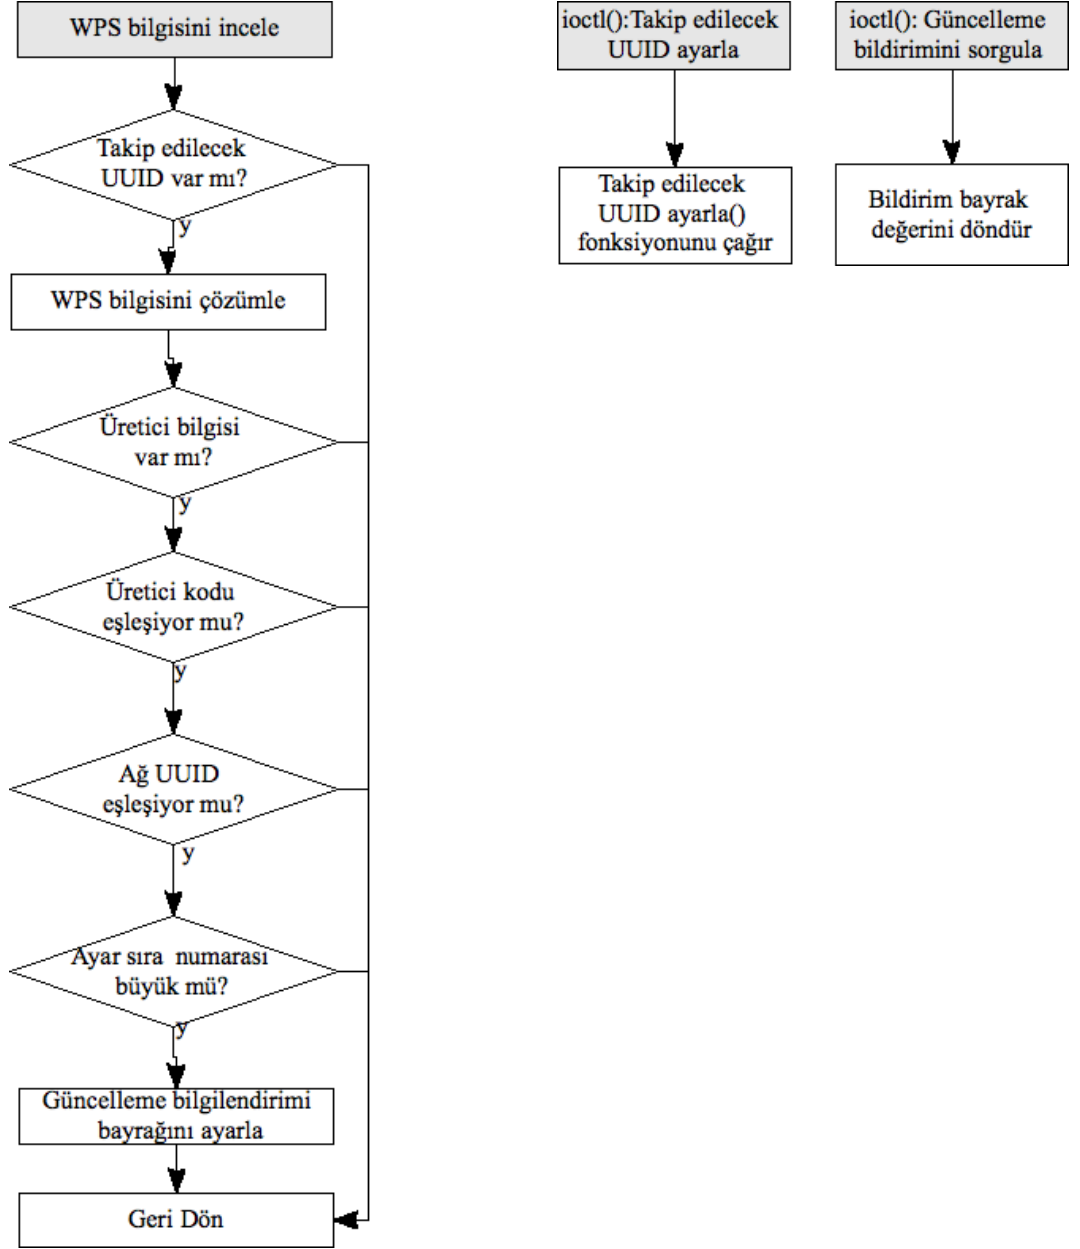 WPS bilgisini incele
Takip edilecek
UUID var mı?
y
WPS bilgisini çözümle
Üretici bilgisi
var mı?
y
Üretici kodu
eşleşiyor mu?
y
Ağ UUID
eşleşiyor mu?
y
Ayar sıra  numarası
büyük mü?
y
Güncelleme bilgilendirimi
bayrağını ayarla
Geri Dön
ioctl():Takip edilecek
UUID ayarla
Takip edilecek
UUID ayarla()
fonksiyonunu çağır
ioctl(): Güncelleme
bildirimini sorgula
Bildirim bayrak
değerini döndür